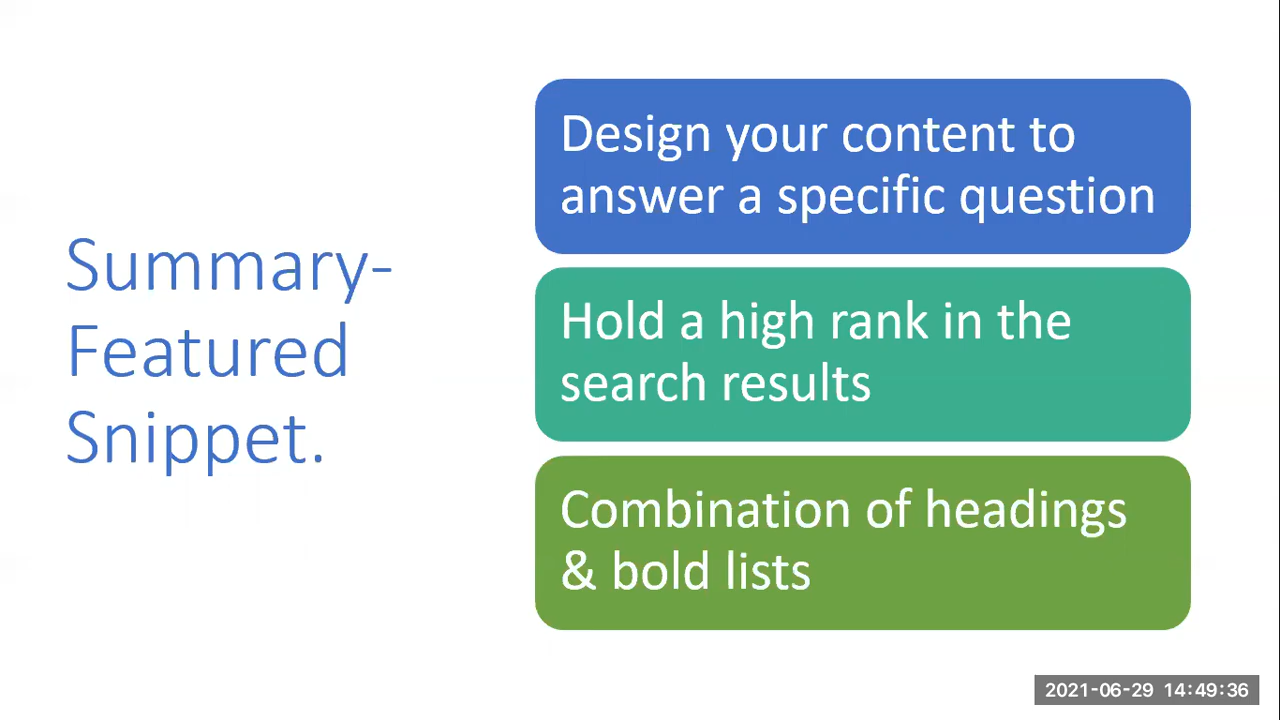 Summary-
Featured
Snippet.
Design your content to
answer a specific question
Hold a high rank in the
search results
Combination of headings
& bold lists
2021-06-29 14:49:36